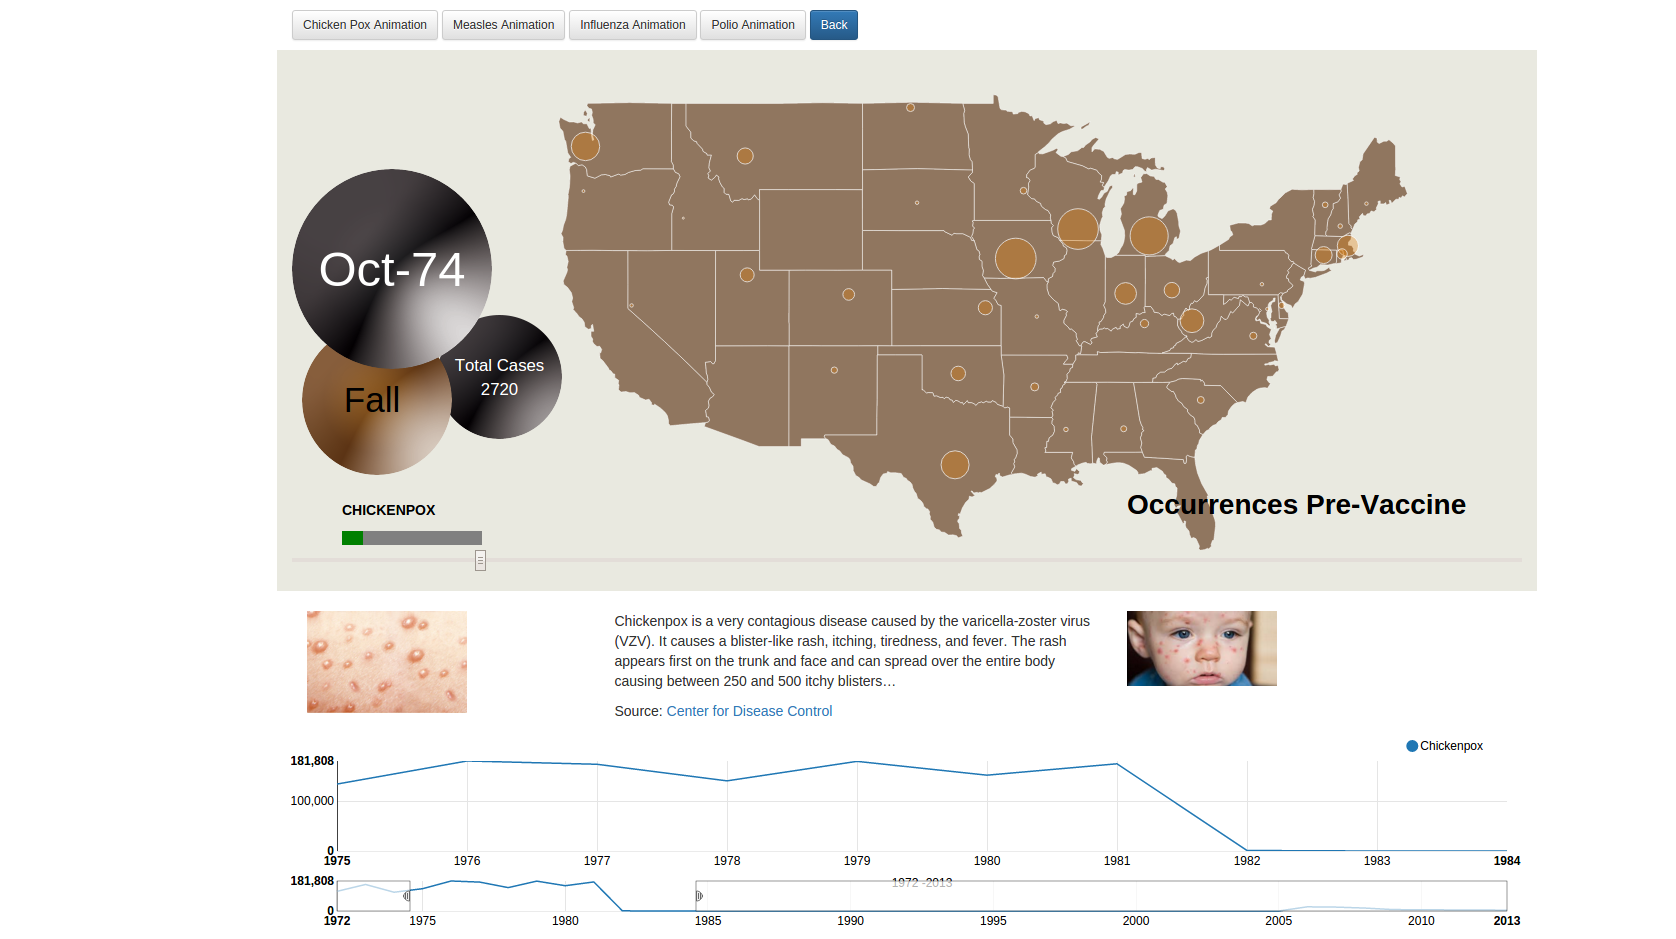 Chicken Pox Animation
Measles Animation
Influenza Animation
Polio Animation
Back
Oct-74
Total Cases
2720
Fall
CHICKENPOX
Occurrences Pre-Vaccine
Chickenpox is a very contagious disease caused by the varicella-zoster virus
(VZV). It causes a blister-like rash, itching, tiredness, and fever. The rash
appears first on the trunk and face and can spread over the entire body
causing between 250 and 500 itchy blisters…
Source: Center for Disease Control
Chickenpox
181,808
100,000
0
1975 1976 1977 1978 1979 1980 1981 1982 1983 1984
1972 -2013
181,808
0
1972 1975 1980 1985 1990 1995 2000 2005 2010 2013